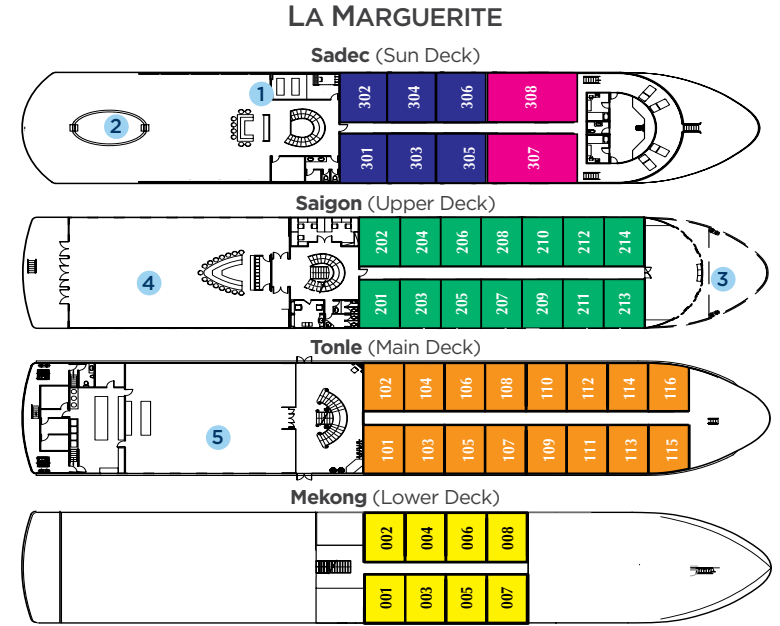 LA MARGUERITE
Sadec (Sun Deck)
1
302 304 306 308
2
301 303 305 307
Saigon (Upper Deck)
202 204 206 208 210 212 214
4
3
201 203 205 207 209 211 213
Tonle (Main Deck)
102 104 106 108 110 112 114 116
5
101 103 105 107 109 111 113 115
Mekong (Lower Deck)
002 004 006 008
001 003 005 007